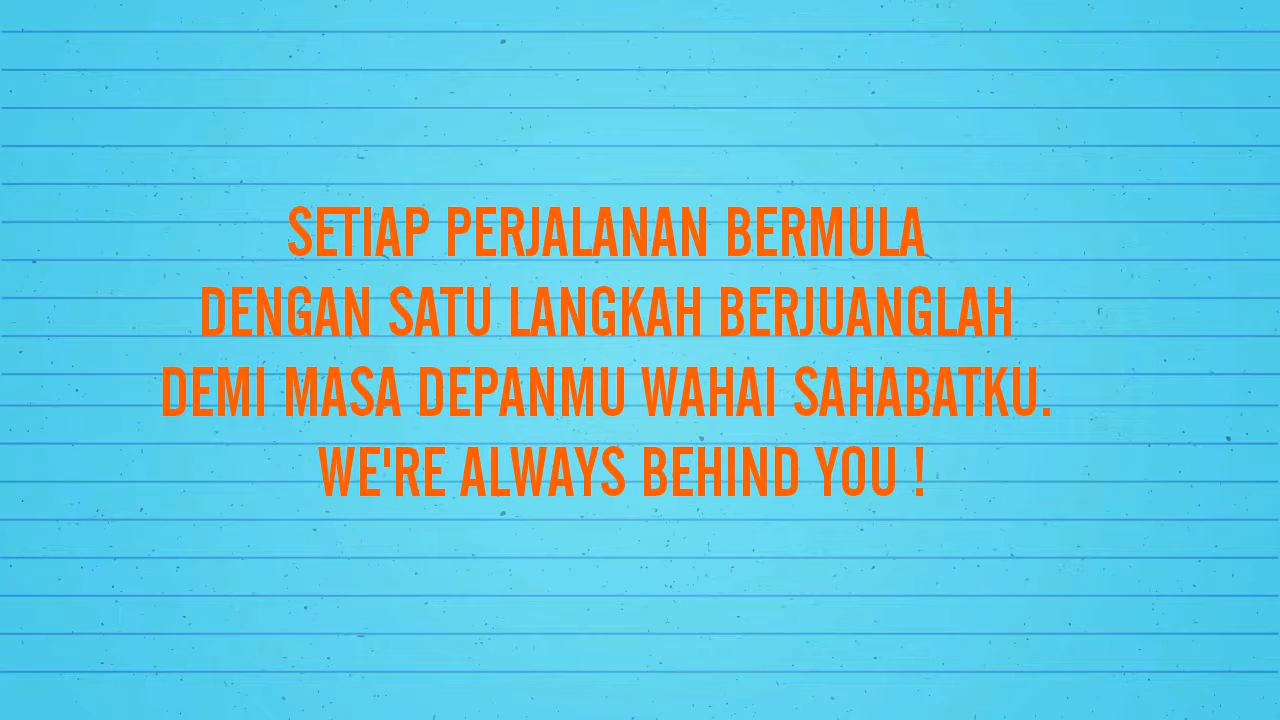 SETIAP PERJALANAN BERMULA
DENGAN SATU LANGKAH BERJUANGLAH
DEMI MASA DEPANMU WAHAI SAHABATKU.
WE'RE ALWAYS BEHIND YOU !